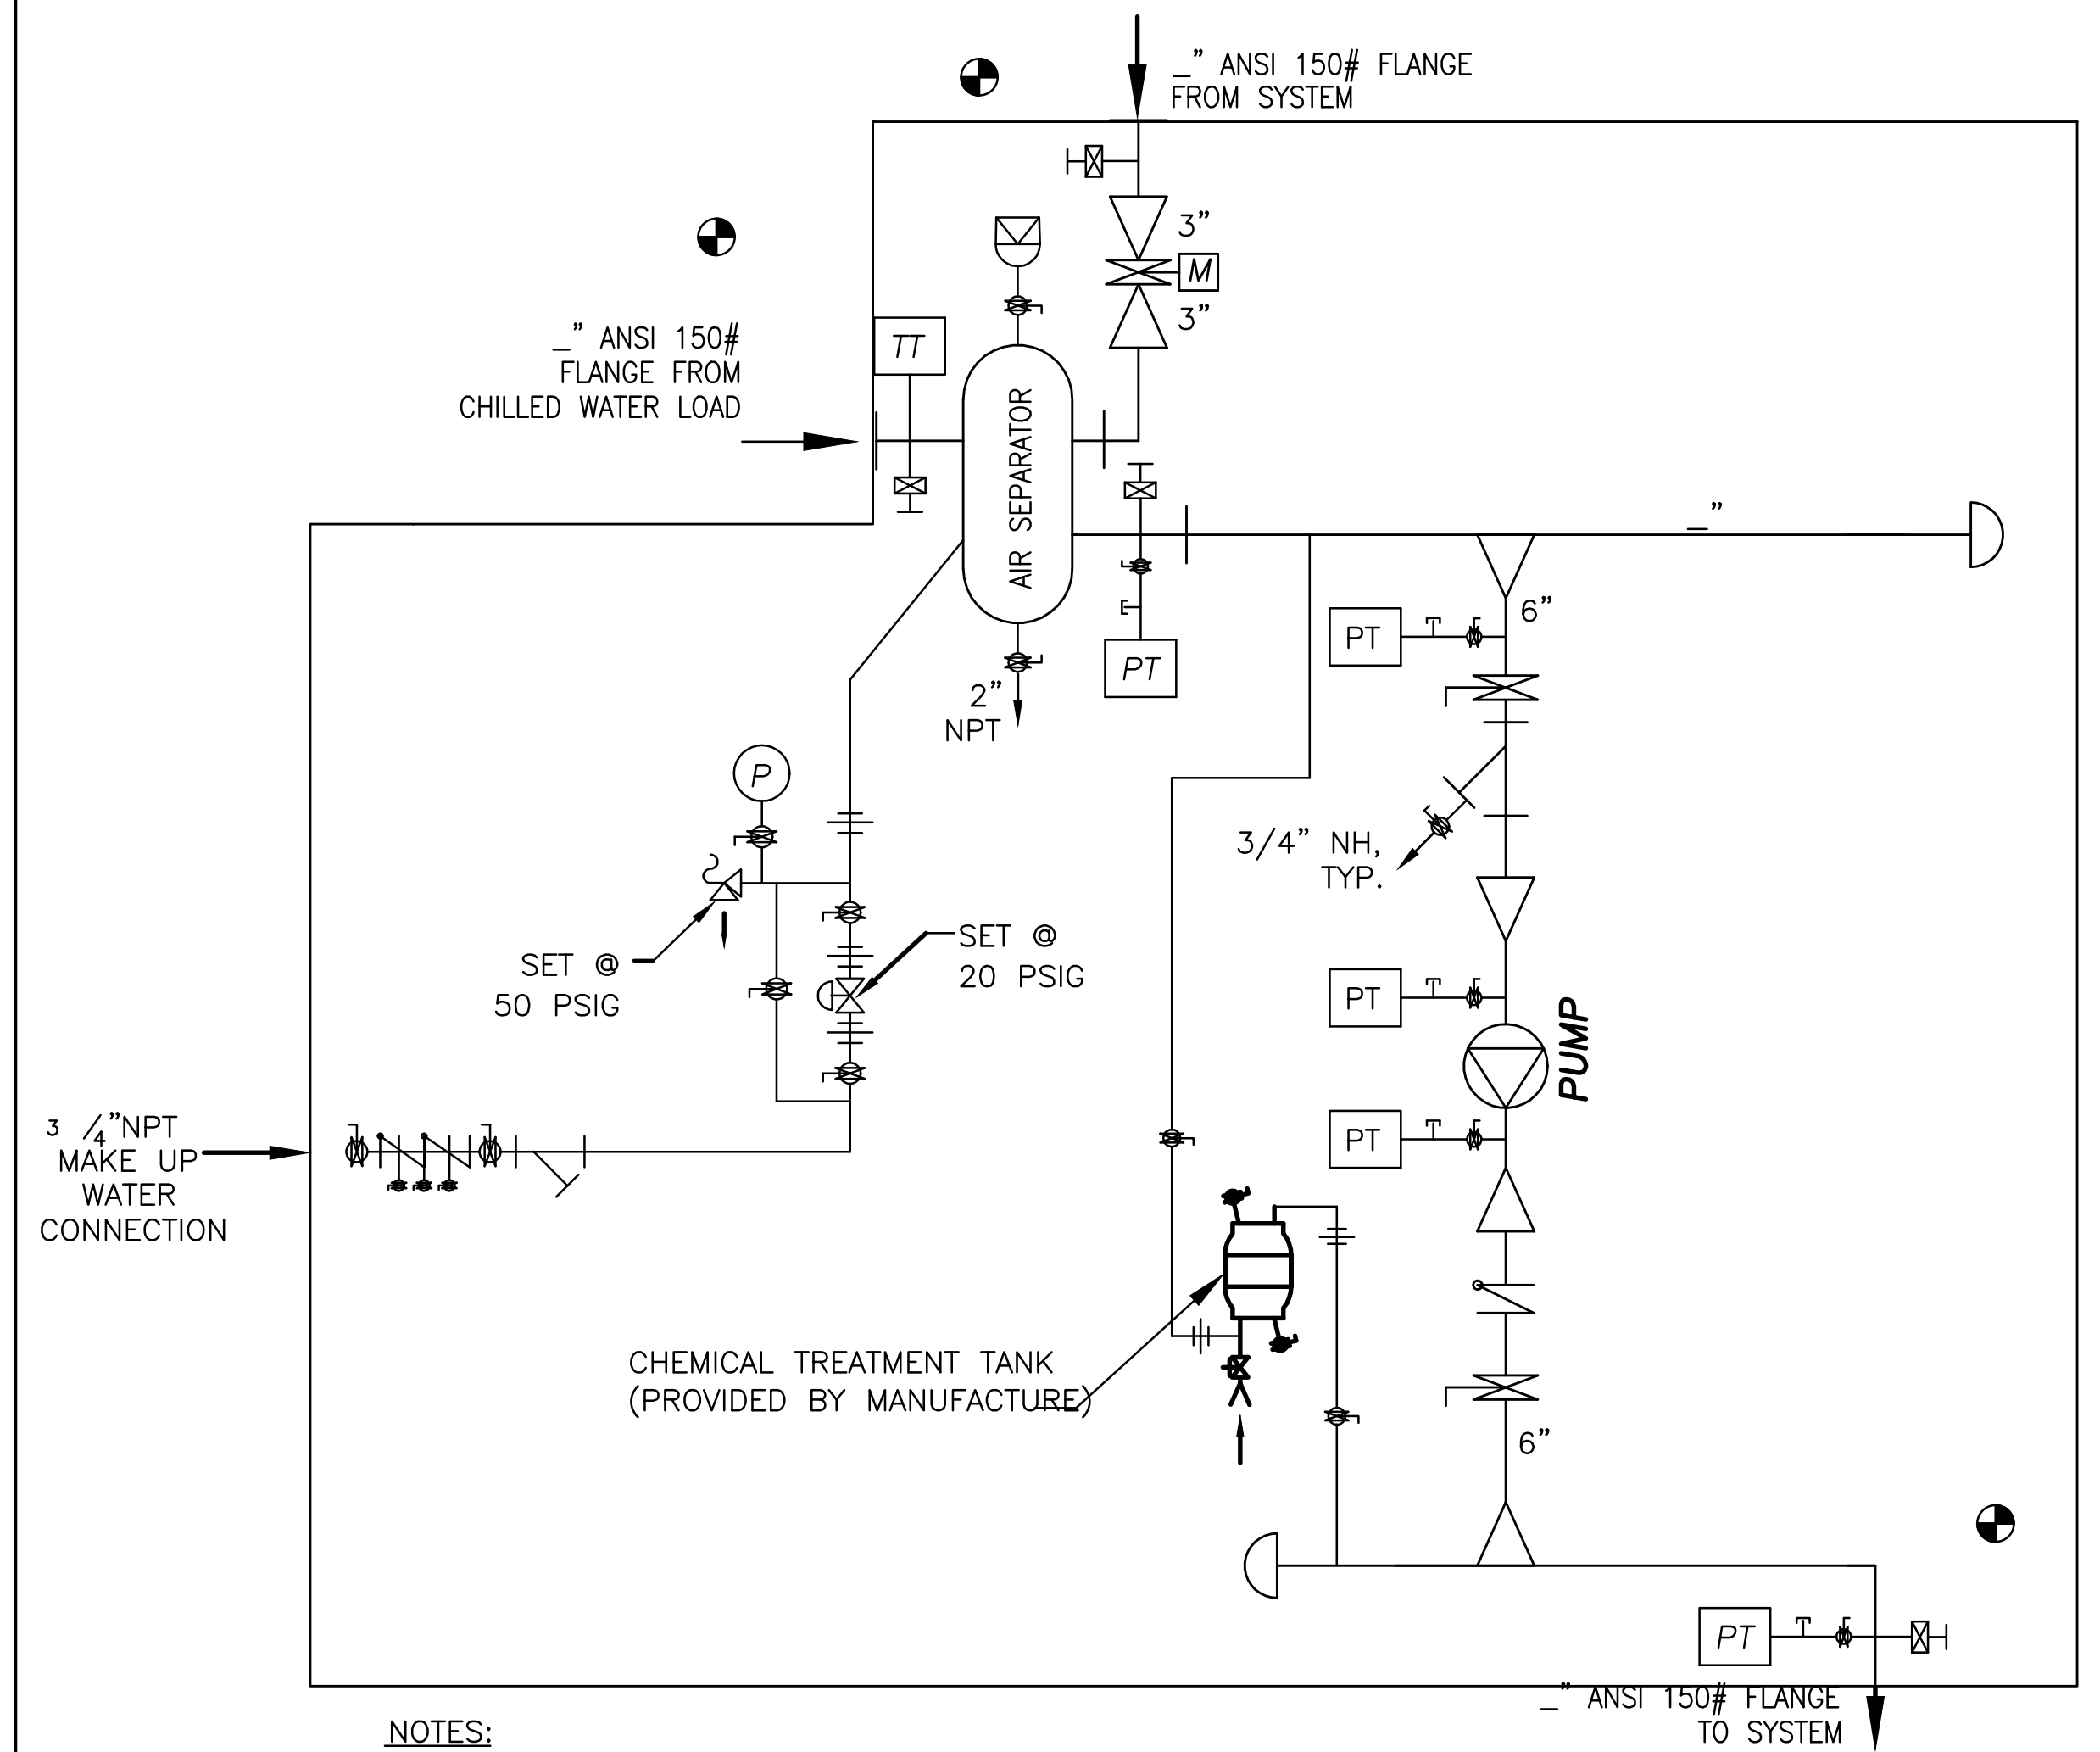 _" ANSI 150# FLANGE
FROM SYSTEM
3"
M
3"
_" ANSI 150#
FLANGE FROM
CHILLED WATER LOAD
TT
AIR SEPARATOR
_"
6"
PT
PT
2"
NPT
P
3/4" NH,
TYP.
SET @
50 PSIG
SET @
20 PSIG
PT
PUMP
PT
3/4"NPT
MAKE UP
WATER
CONNECTION
CHEMICAL TREATMENT TANK
(PROVIDED BY MANUFACTURE)
6"
PT
_" ANSI 150# FLANGE
TO SYSTEM
NOTES: